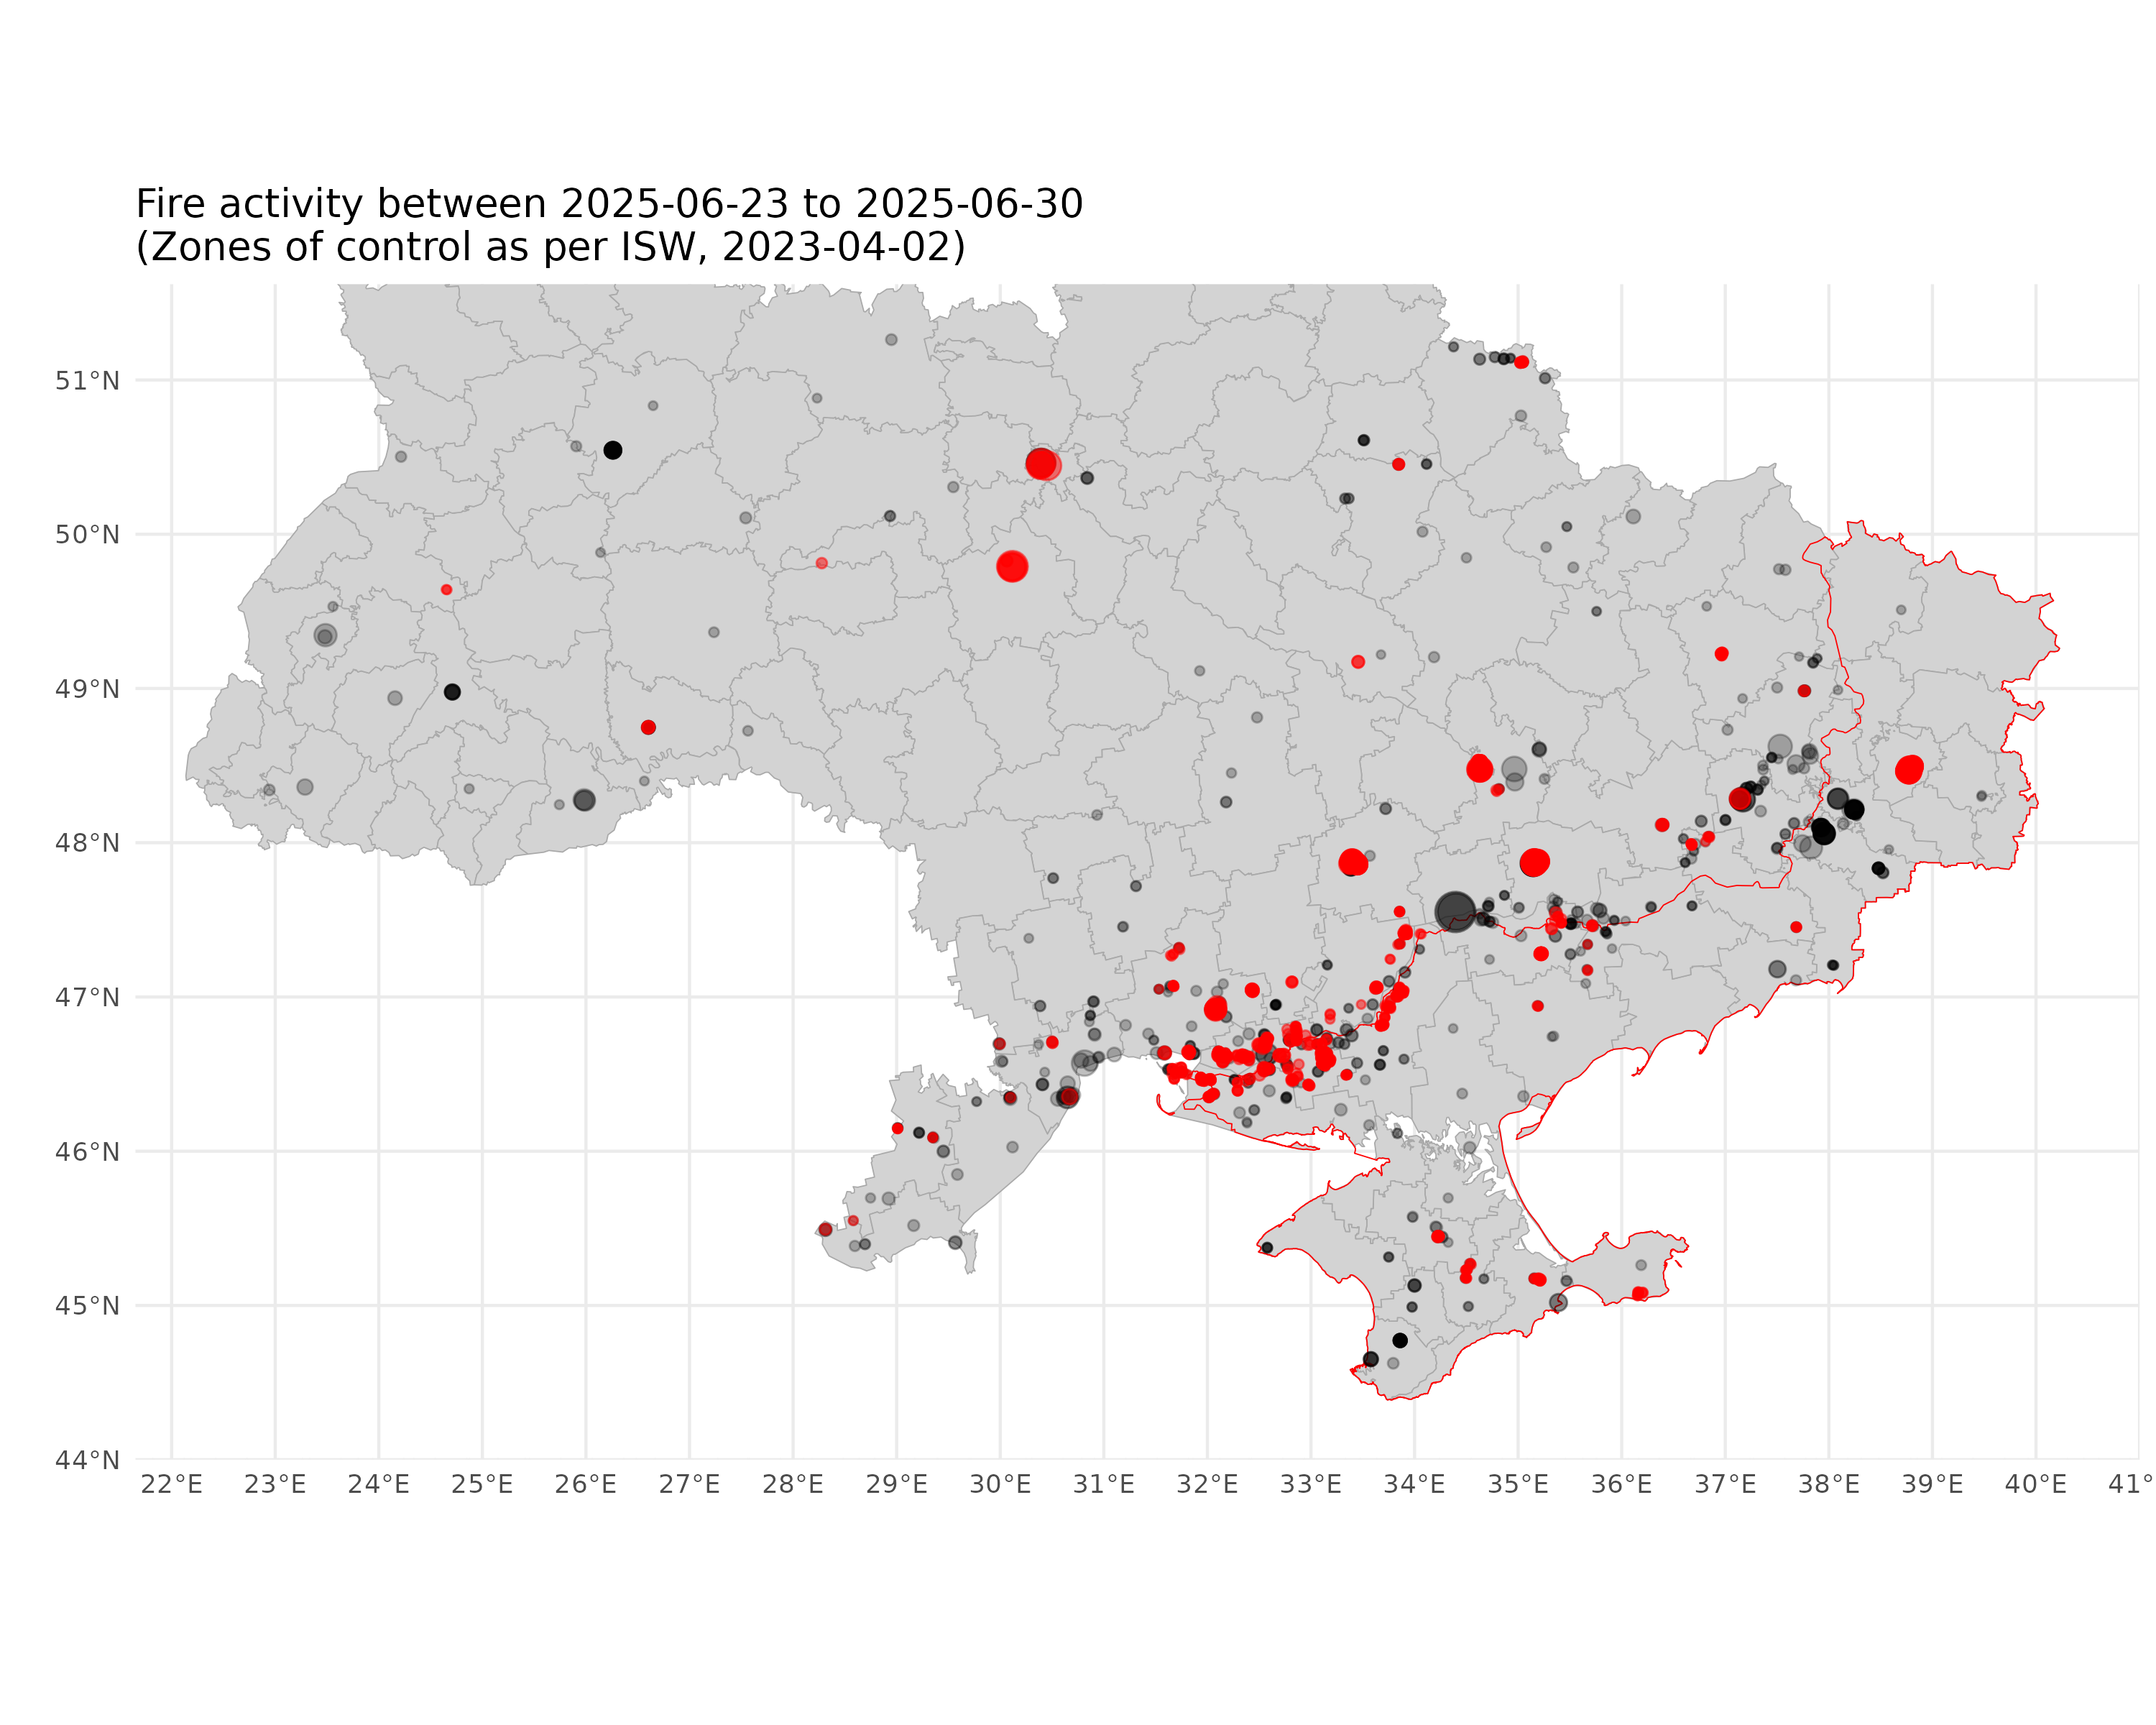 Fire activity between 2025-06-23 to 2025-06-30
(Zones of control as per ISW, 2023-04-02)
51°N
50°N
49°N
48°N
47°N
46°N
45°N
44°N
22°E 23°E 24°E 25°E 26°E 27°E 28°E 29°E 30°E 31°E 32°E 33°E 34°E 35°E 36°E 37°E 38°E 39°E 40°E 41°